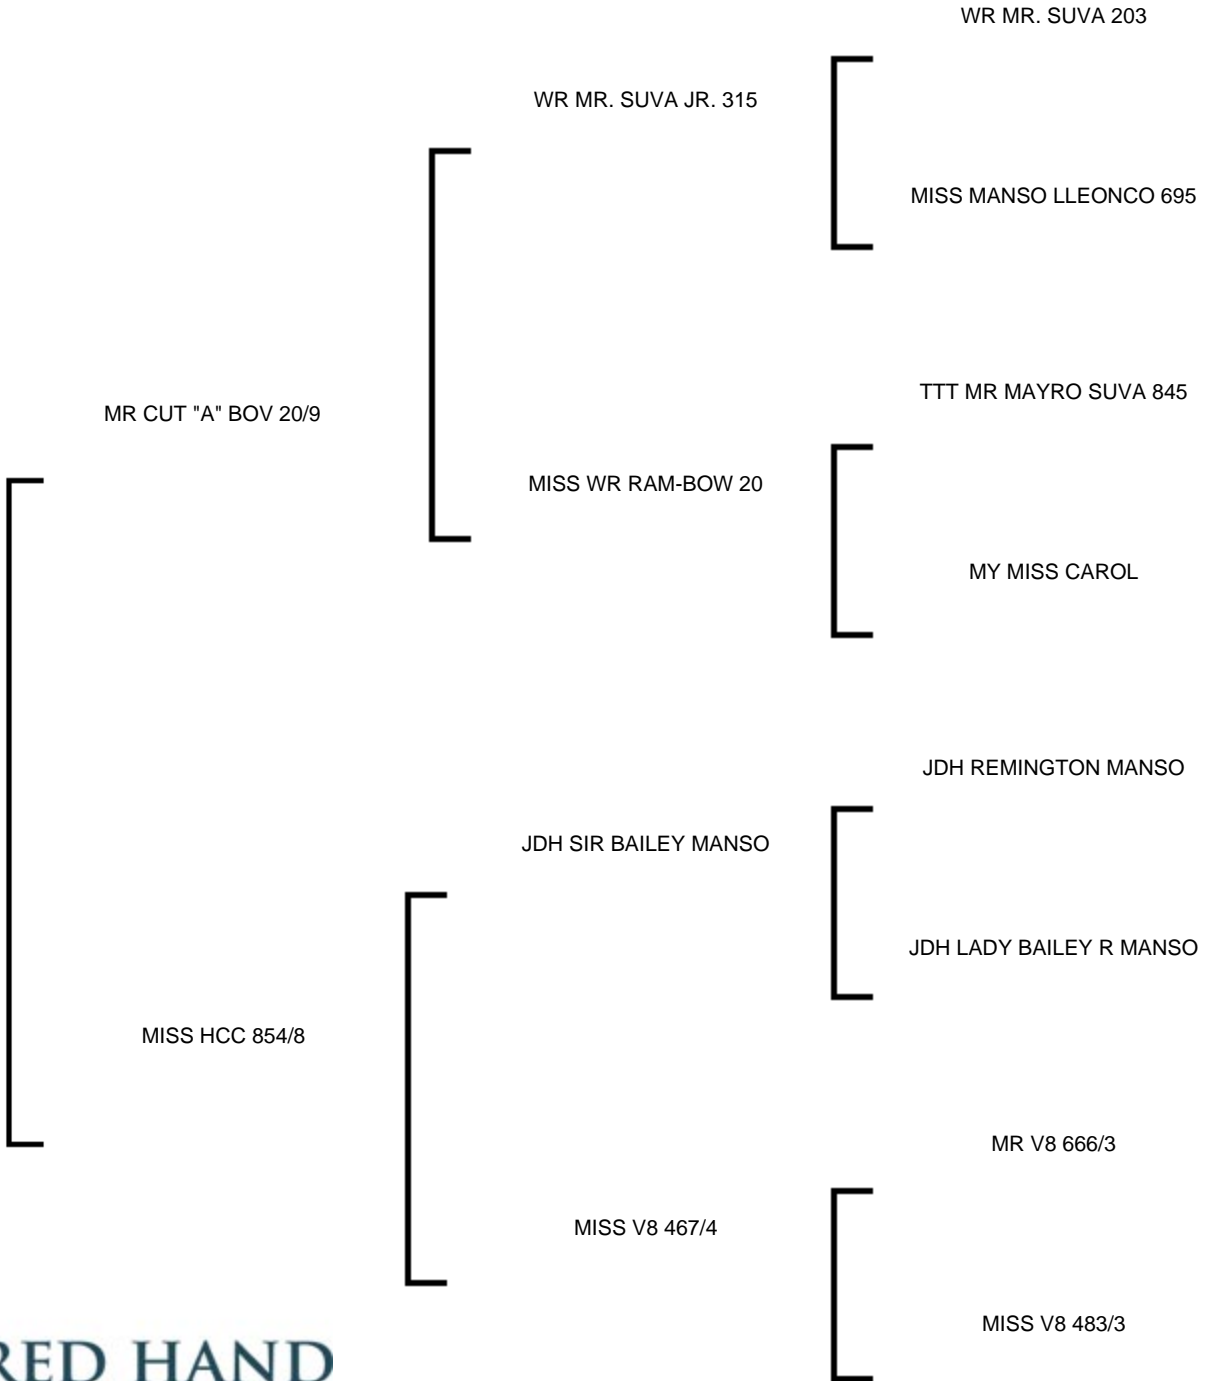 WR MR. SUVA 203
WR MR. SUVA JR. 315
MISS MANSO LLEONCO 695
TTT MR MAYRO SUVA 845
MR CUT "A" BOV 20/9
MISS WR RAM-BOW 20
MY MISS CAROL
JDH REMINGTON MANSO
JDH SIR BAILEY MANSO
JDH LADY BAILEY R MANSO
MISS HCC 854/8
MR V8 666/3
MISS V8 467/4
MISS V8 483/3
RED HAND